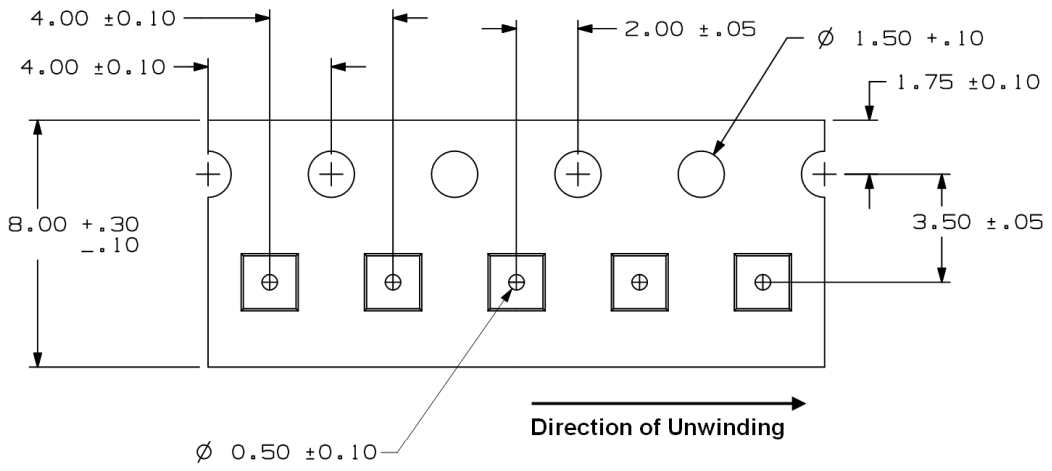 4.00 ±0.10
2.00 ±.05
Ø 1.50 +.10
4.00 ±0.10
1.75 ±0.10
8.00 +.30
-.10
3.50 ±.05
Direction of Unwinding
Ø 0.50 ±0.10